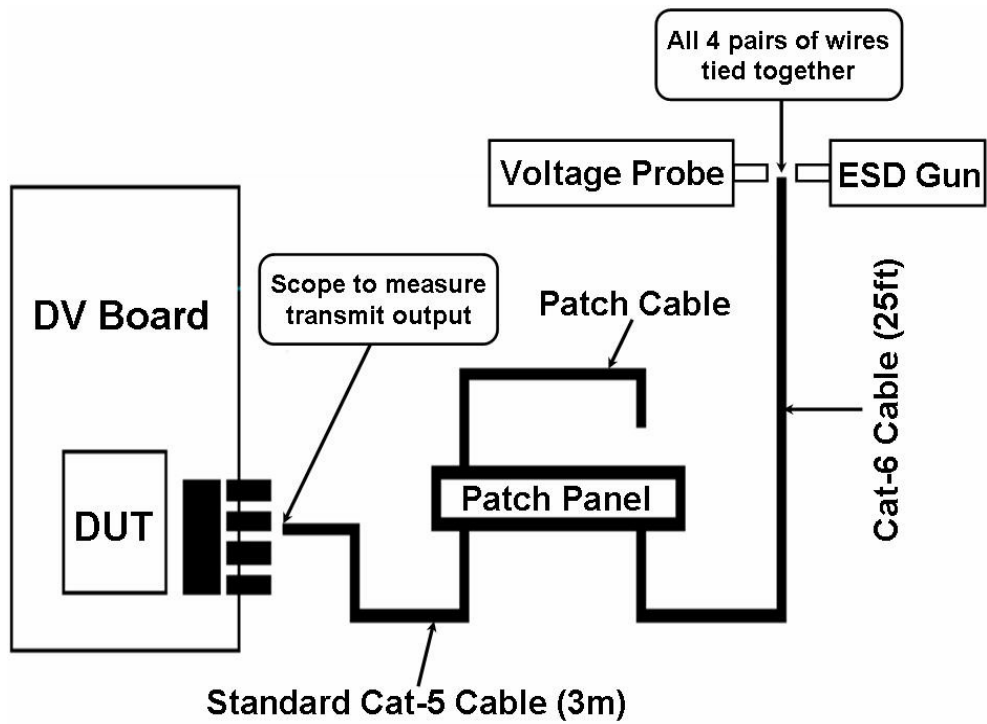 All 4 pairs of wires
tied together
Voltage Probe
ESD Gun
DV Board
Scope to measure
transmit output
Patch Cable
Cat-6 Cable (25ft)
DUT
Patch Panel
Standard Cat-5 Cable (3m)